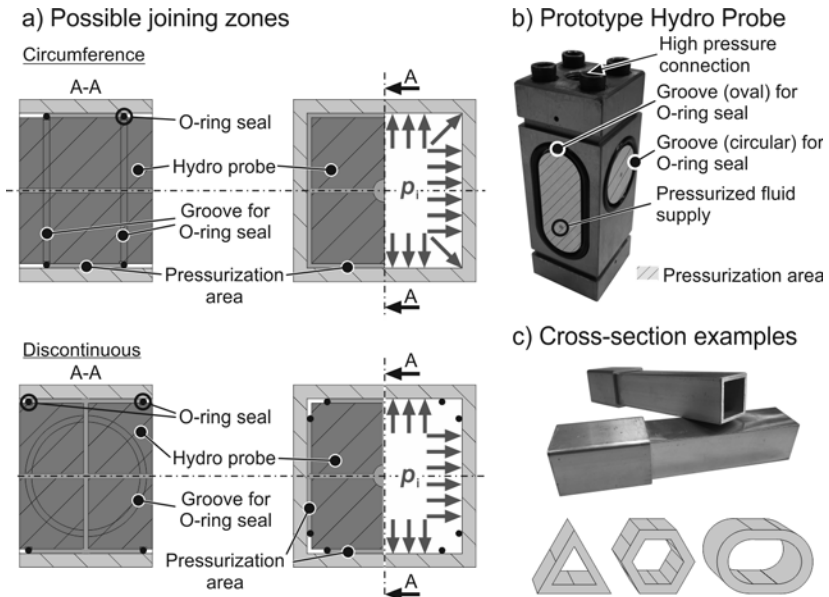 a) Possible joining zones
Circumference
A-A
A
O-ring seal
Hydro probe
pi
Groove for
O-ring seal
Pressurization
area
A
Discontinuous
A-A
A
O-ring seal
Hydro probe
pi
Groove for
O-ring seal
Pressurization
area
A
b) Prototype Hydro Probe
High pressure
connection
Groove (oval) for
O-ring seal
Groove (circular) for
O-ring seal
Pressurized fluid
supply
Pressurization area
c) Cross-section examples